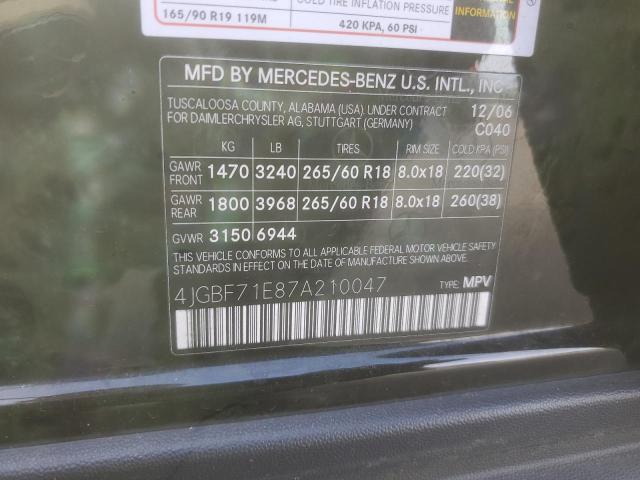 COLD TIRE INFLATION PRESSURE
165/90 R19 119M 420 KPA, 60 PSI INFORMATION
MFD BY MERCEDES-BENZ U.S. INTL., INC
TUSCALOOSA COUNTY, ALABAMA (USA). UNDER CONTRACT 12/06
FOR DAIMLERCHRYSLER AG, STUTTGART (GERMANY) C040
KG LB TIRES RIM SIZE COLD KPA (PSI)
GAWR FRONT 1470 3240 265/60 R18 8.0x18 220(32)
GAWR REAR 1800 3968 265/60 R18 8.0x18 260(38)
GVWR 3150 6944
THIS VEHICLE CONFORMS TO ALL APPLICABLE FEDERAL MOTOR VEHICLE SAFETY
STANDARDS IN EFFECT ON THE DATE OF MANUFACTURE SHOWN ABOVE.
4JGBF71E87A210047 TYPE: MPV